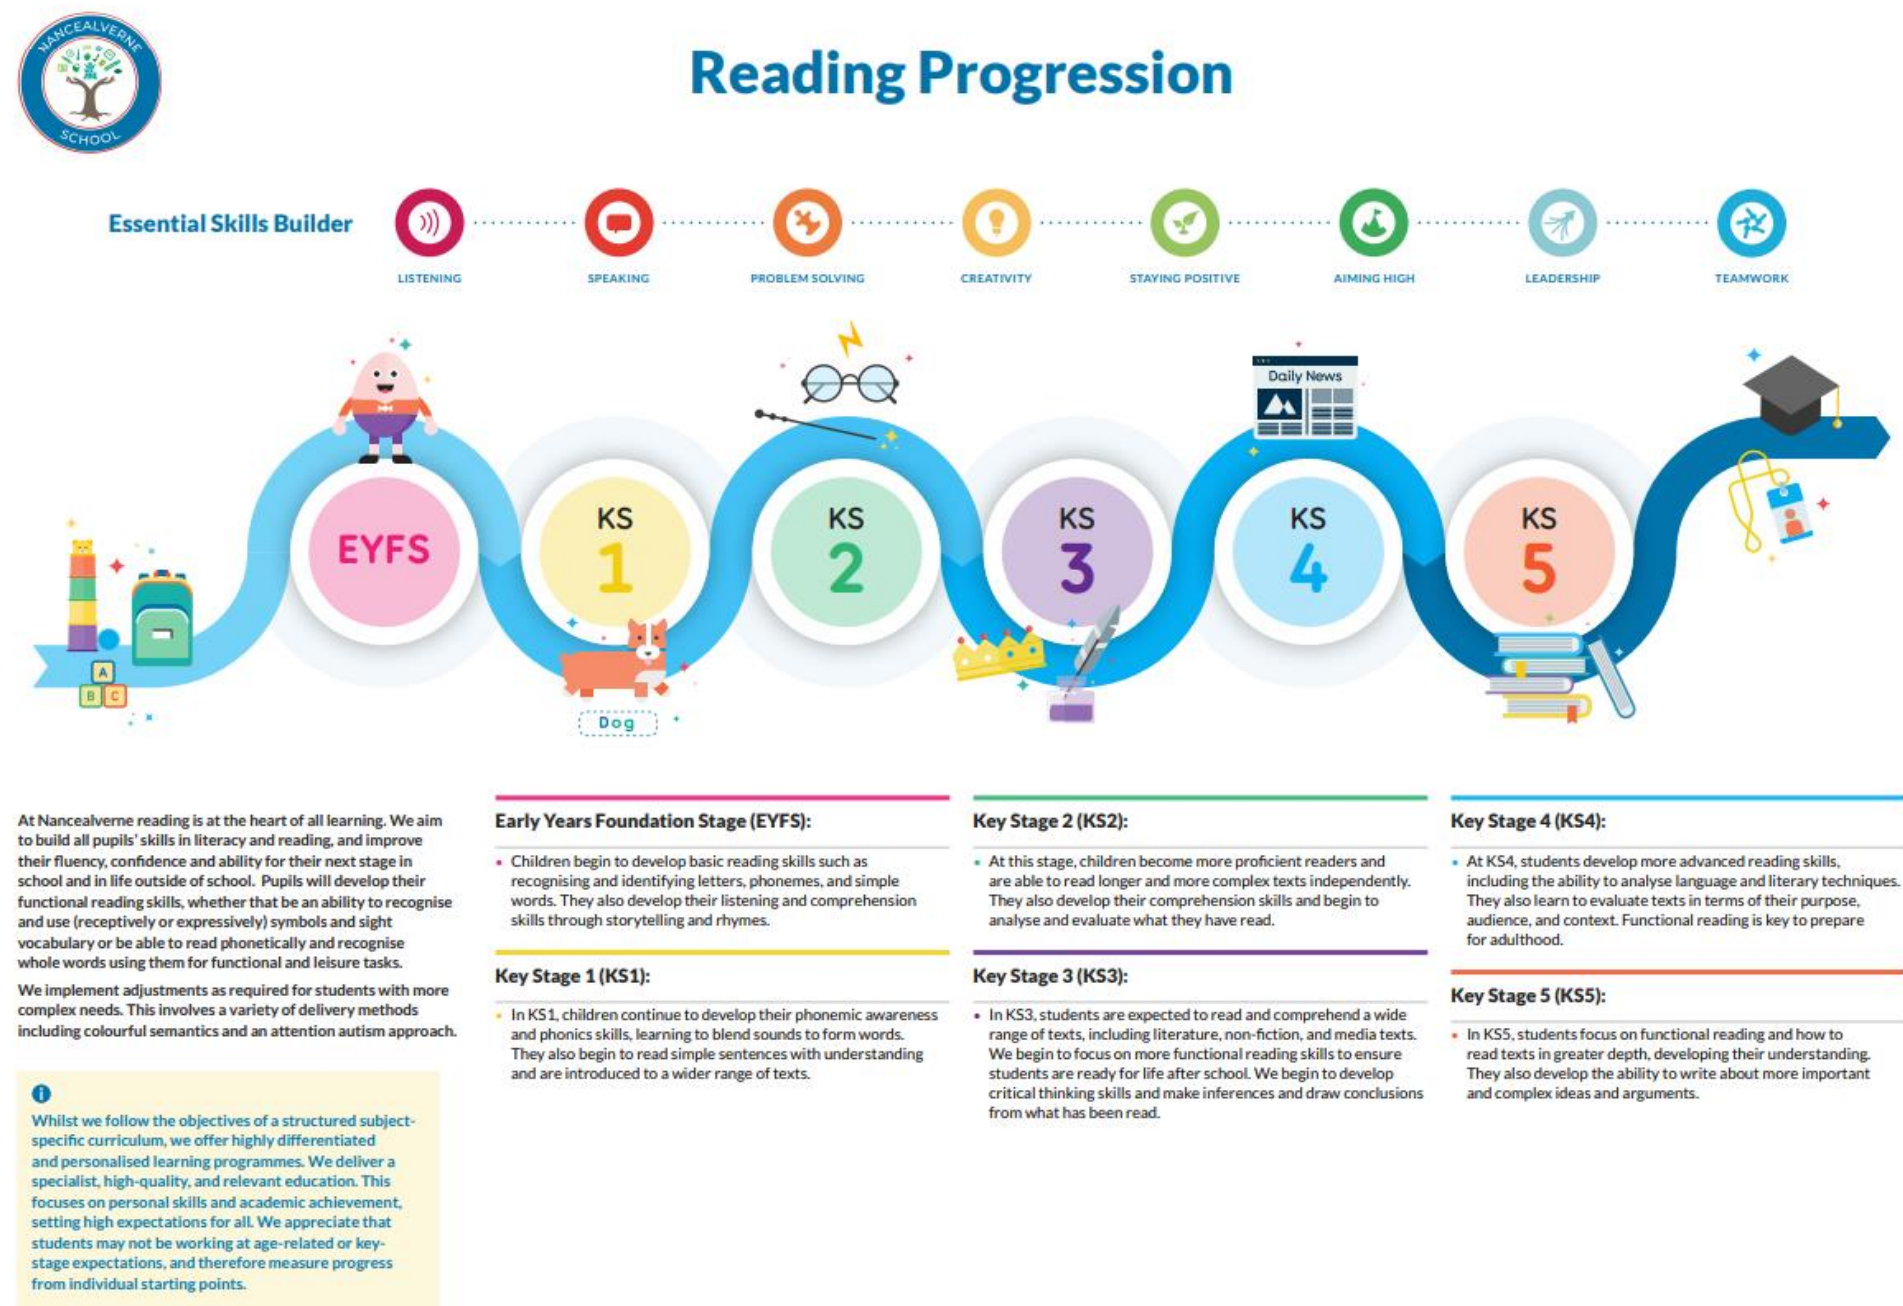 NANCEALVERNE
SCHOOL
Reading Progression
Essential Skills Builder
LISTENING
SPEAKING
PROBLEM SOLVING
CREATIVITY
STAYING POSITIVE
AIMING HIGH
LEADERSHIP
TEAMWORK
Daily News
EYFS
KS
1
KS
2
KS
3
KS
4
KS
5
A
B C
Dog
At Nancealverne reading is at the heart of all learning. We aim
to build all pupils' skills in literacy and reading, and improve
their fluency, confidence and ability for their next stage in
school and in life outside of school. Pupils will develop their
functional reading skills, whether that be an ability to recognise
and use (receptively or expressively) symbols and sight
vocabulary or be able to read phonetically and recognise
whole words using them for functional and leisure tasks.
We implement adjustments as required for students with more
complex needs. This involves a variety of delivery methods
including colourful semantics and an attention autism approach.
i
Whilst we follow the objectives of a structured subject-
specific curriculum, we offer highly differentiated
and personalised learning programmes. We deliver a
specialist, high-quality, and relevant education. This
focuses on personal skills and academic achievement,
setting high expectations for all. We appreciate that
students may not be working at age-related or key-
stage expectations, and therefore measure progress
from individual starting points.
Early Years Foundation Stage (EYFS):
• Children begin to develop basic reading skills such as
recognising and identifying letters, phonemes, and simple
words. They also develop their listening and comprehension
skills through storytelling and rhymes.
Key Stage 1 (KS1):
• In KS1, children continue to develop their phonemic awareness
and phonics skills, learning to blend sounds to form words.
They also begin to read simple sentences with understanding
and are introduced to a wider range of texts.
Key Stage 2 (KS2):
• At this stage, children become more proficient readers and
are able to read longer and more complex texts independently.
They also develop their comprehension skills and begin to
analyse and evaluate what they have read.
Key Stage 3 (KS3):
• In KS3, students are expected to read and comprehend a wide
range of texts, including literature, non-fiction, and media texts.
We begin to focus on more functional reading skills to ensure
students are ready for life after school. We begin to develop
critical thinking skills and make inferences and draw conclusions
from what has been read.
Key Stage 4 (KS4):
• At KS4, students develop more advanced reading skills,
including the ability to analyse language and literary techniques.
They also learn to evaluate texts in terms of their purpose,
audience, and context. Functional reading is key to prepare
for adulthood.
Key Stage 5 (KS5):
• In KS5, students focus on functional reading and how to
read texts in greater depth, developing their understanding.
They also develop the ability to write about more important
and complex ideas and arguments.